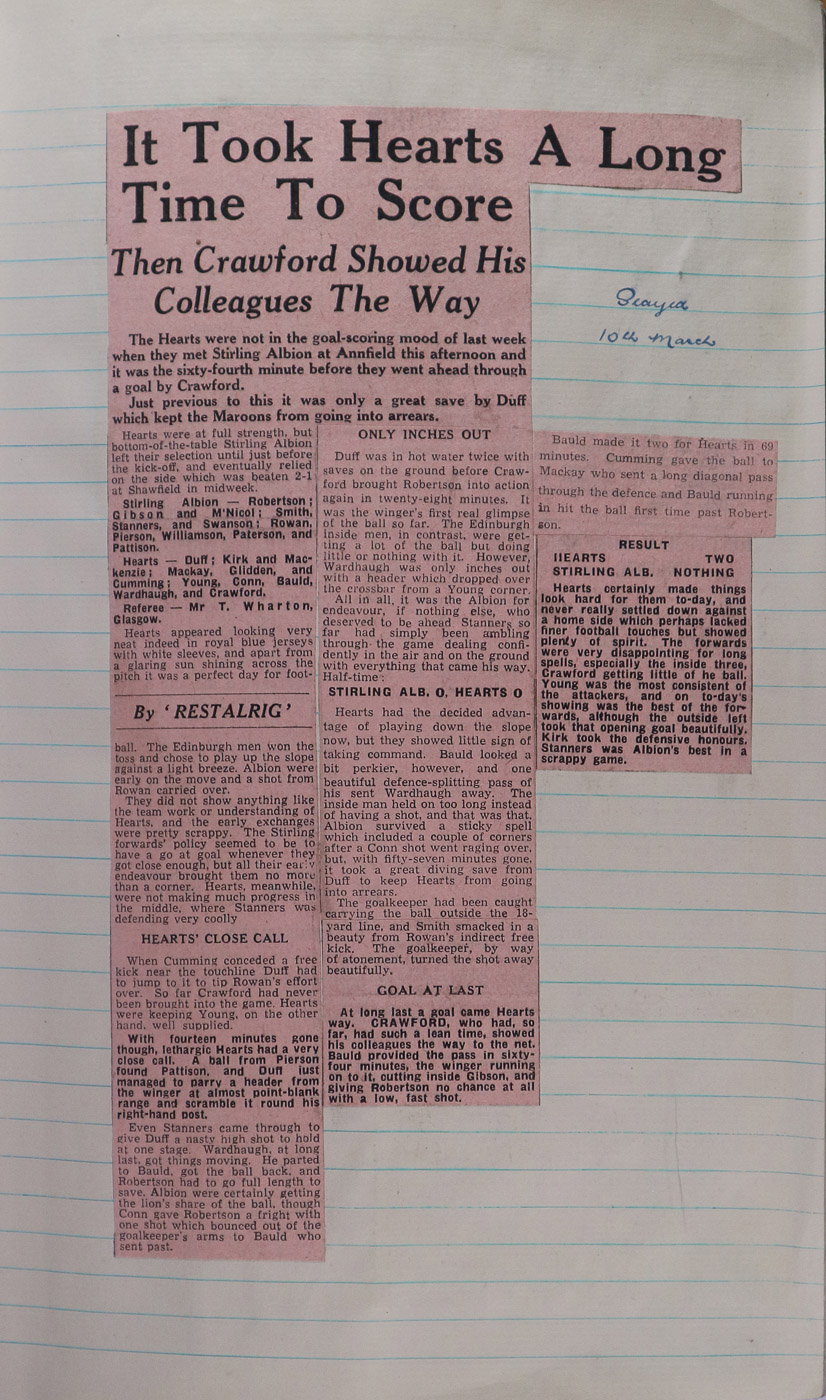 It Took Hearts A Long
Time To Score
Then Crawford Showed His
Colleagues The Way
The Hearts were not in the goal-scoring mood of last week
when they met Stirling Albion at Annfield this afternoon and
it was the sixty-fourth minute before they went ahead through
a goal by Crawford.
Just previous to this it was only a great save by Duff
which kept the Maroons from going into arrears.
Hearts were at full strength, but
bottom-of-the-table Stirling Albion
left their selection until just before
the kick-off, and eventually relied
on the side which was beaten 2-1
at Shawfield in midweek.
Stirling Albion — Robertson;
Gibson and M'Nicol; Smith,
Stanners, and Swanson; Rowan,
Pierson, Williamson, Paterson, and
Pattison.
Hearts — Duff; Kirk and Mac-
kenzie; Mackay, Glidden, and
Cumming; Young, Conn, Bauld,
Wardhaugh, and Crawford.
Referee — Mr T. Wharton,
Glasgow.
Hearts appeared looking very
neat indeed in royal blue jerseys
with white sleeves, and apart from
a glaring sun shining across the
pitch it was a perfect day for foot-
By 'RESTALRIG'
ball. The Edinburgh men won the
toss and chose to play up the slope
against a light breeze. Albion were
early on the move and a shot from
Rowan carried over.
They did not show anything like
the team work or understanding of
Hearts, and the early exchanges
were pretty scrappy. The Stirling
forwards' policy seemed to be to
have a go at goal whenever they
got close enough, but all their early
endeavour brought them no more
than a corner. Hearts, meanwhile,
were not making much progress in
the middle, where Stanners was
defending very coolly
HEARTS' CLOSE CALL
When Cumming conceded a free
kick near the touchline Duff had
to jump to it to tip Rowan's effort
over. So far Crawford had never
been brought into the game. Hearts
were keeping Young, on the other
hand, well supplied.
With fourteen minutes gone
though, lethargic Hearts had a very
close call. A ball from Pierson
found Pattison, and Duff just
managed to parry a header from
the winger at almost point-blank
range and scramble it round his
right-hand post.
Even Stanners came through to
give Duff a nasty high shot to hold
at one stage. Wardhaugh, at long
last, got things moving. He parted
to Bauld, got the ball back, and
Robertson had to go full length to
save. Albion were certainly getting
the lion's share of the ball, though
Conn gave Robertson a fright with
one shot which bounced out of the
goalkeeper's arms to Bauld who
sent past.
ONLY INCHES OUT
Duff was in hot water twice with
saves on the ground before Craw-
ford brought Robertson into action
again in twenty-eight minutes. It
was the winger's first real glimpse
of the ball so far. The Edinburgh
inside men, in contrast, were get-
ting a lot of the ball but doing
little or nothing with it. However,
Wardhaugh was only inches out
with a header which dropped over
the crossbar from a Young corner.
All in all, it was the Albion for
endeavour, if nothing else, who
deserved to be ahead Stanners so
far had simply been ambling
through the game dealing confi-
dently in the air and on the ground
with everything that came his way.
Half-time:
STIRLING ALB. 0, HEARTS 0
Hearts had the decided advan-
tage of playing down the slope
now, but they showed little sign of
taking command. Bauld looked a
bit perkier, however, and one
beautiful defence-splitting pass of
his sent Wardhaugh away. The
inside man held on too long instead
of having a shot, and that was that.
Albion survived a sticky spell
which included a couple of corners
after a Conn shot went raging over,
but, with fifty-seven minutes gone,
it took a great diving save from
Duff to keep Hearts from going
into arrears.
The goalkeeper had been caught
carrying the ball outside the 18-
yard line, and Smith smacked in a
beauty from Rowan's indirect free
kick. The goalkeeper, by way
of atonement, turned the shot away
beautifully.
GOAL AT LAST
At long last a goal came Hearts
way. CRAWFORD, who had, so
far, had such a lean time, showed
his colleagues the way to the net.
Bauld provided the pass in sixty-
four minutes, the winger running
on to it, cutting inside Gibson, and
giving Robertson no chance at all
with a low, fast shot.
Played
10th March
Bauld made it two for Hearts in 69
minutes. Cumming gave the ball to
Mackay who sent a long diagonal pass
through the defence and Bauld running
in hit the ball first time past Robert-
son.
RESULT
HEARTS TWO
STIRLING ALB. NOTHING
Hearts certainly made things
look hard for them to-day, and
never really settled down against
a home side which perhaps lacked
finer football touches but showed
plenty of spirit. The forwards
were very disappointing for long
spells, especially the inside three,
Crawford getting little of he ball.
Young was the most consistent of
the attackers, and on to-day's
showing was the best of the for-
wards, although the outside left
took that opening goal beautifully.
Kirk took the defensive honours.
Stanners was Albion's best in a
scrappy game.